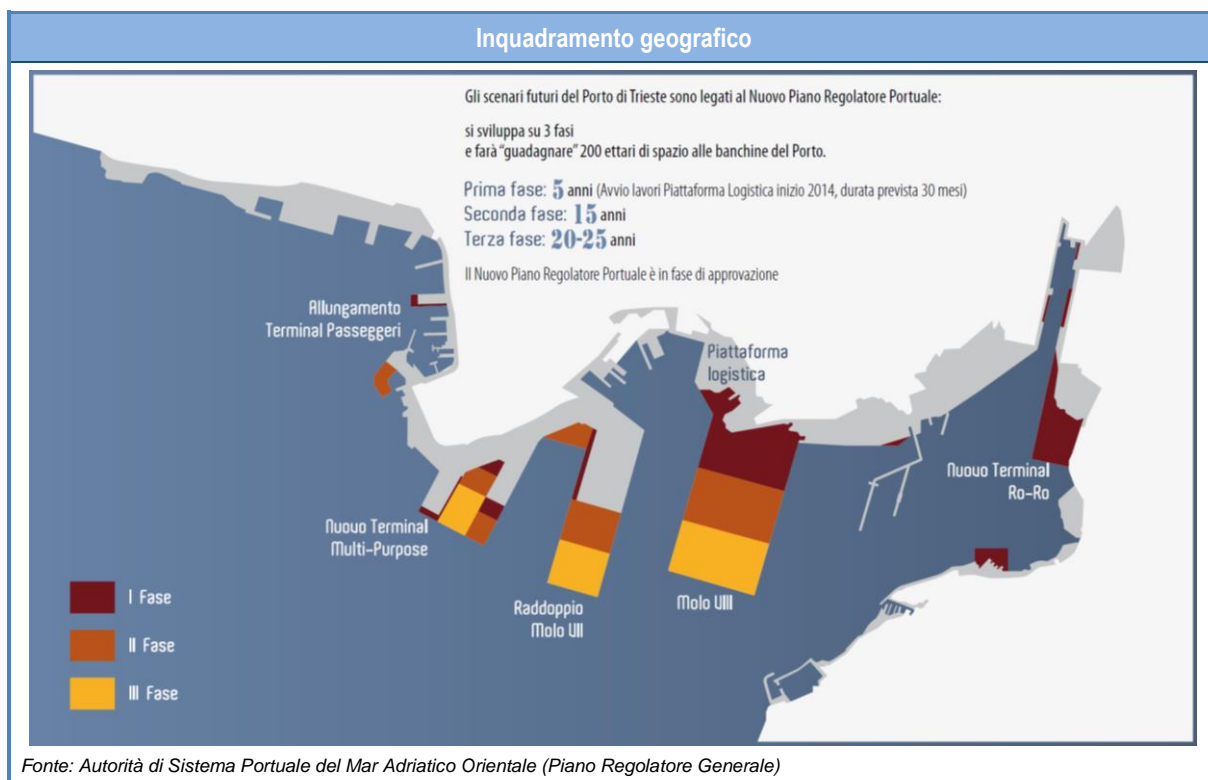 Inquadramento geografico
Gli scenari futuri del Porto di Trieste sono legati al Nuovo Piano Regolatore Portuale:
si sviluppa su 3 fasi
e farà "guadagnare" 200 ettari di spazio alle banchine del Porto.
Prima fase: 5 anni (Avvio lavori Piattaforma Logistica inizio 2014, durata prevista 30 mesi)
Seconda fase: 15 anni
Terza fase: 20-25 anni
Il Nuovo Piano Regolatore Portuale è in fase di approvazione
Allungamento
Terminal Passeggeri
Piattaforma
logistica
Nuovo Terminal
Ro-Ro
Nuovo Terminal
Multi-Purpose
Raddoppio
Molo VII
Molo VIII
I Fase
II Fase
III Fase
Fonte: Autorità di Sistema Portuale del Mar Adriatico Orientale (Piano Regolatore Generale)